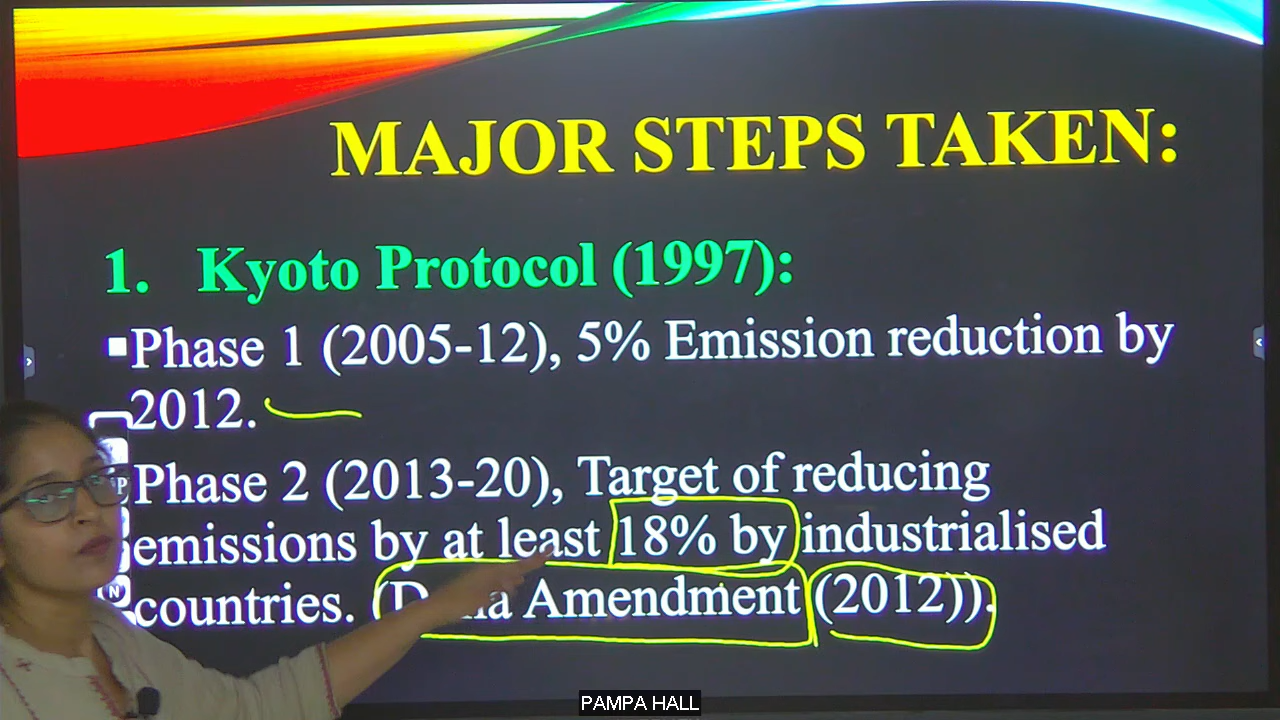 MAJOR STEPS TAKEN:
1. Kyoto Protocol (1997):
Phase 1 (2005-12), 5% Emission reduction by
2012.
Phase 2 (2013-20), Target of reducing
emissions by at least 18% by industrialised
countries. Amendment (2012)).
N
PAMPA HALL